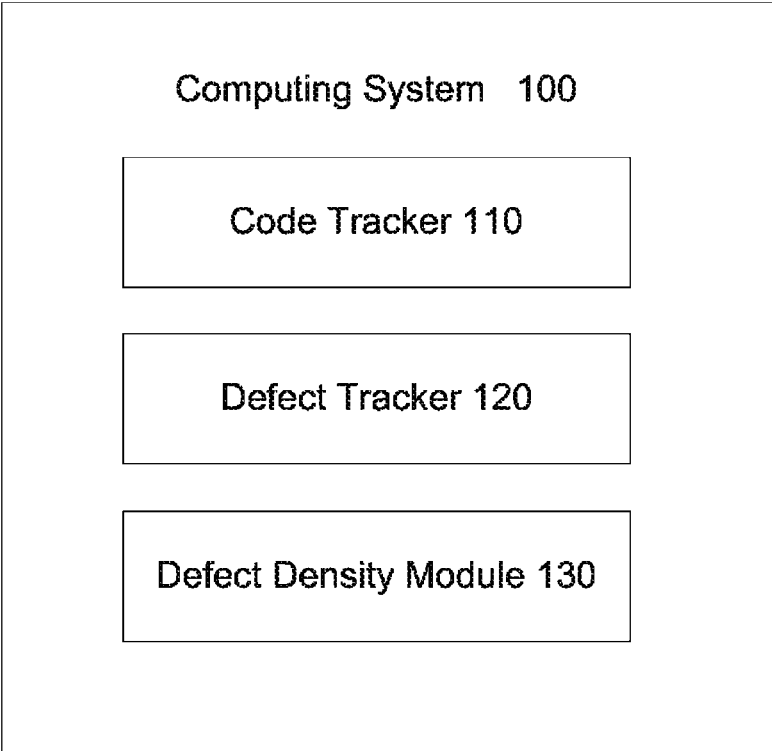 Computing System 100
Code Tracker 110
Defect Tracker 120
Defect Density Module 130